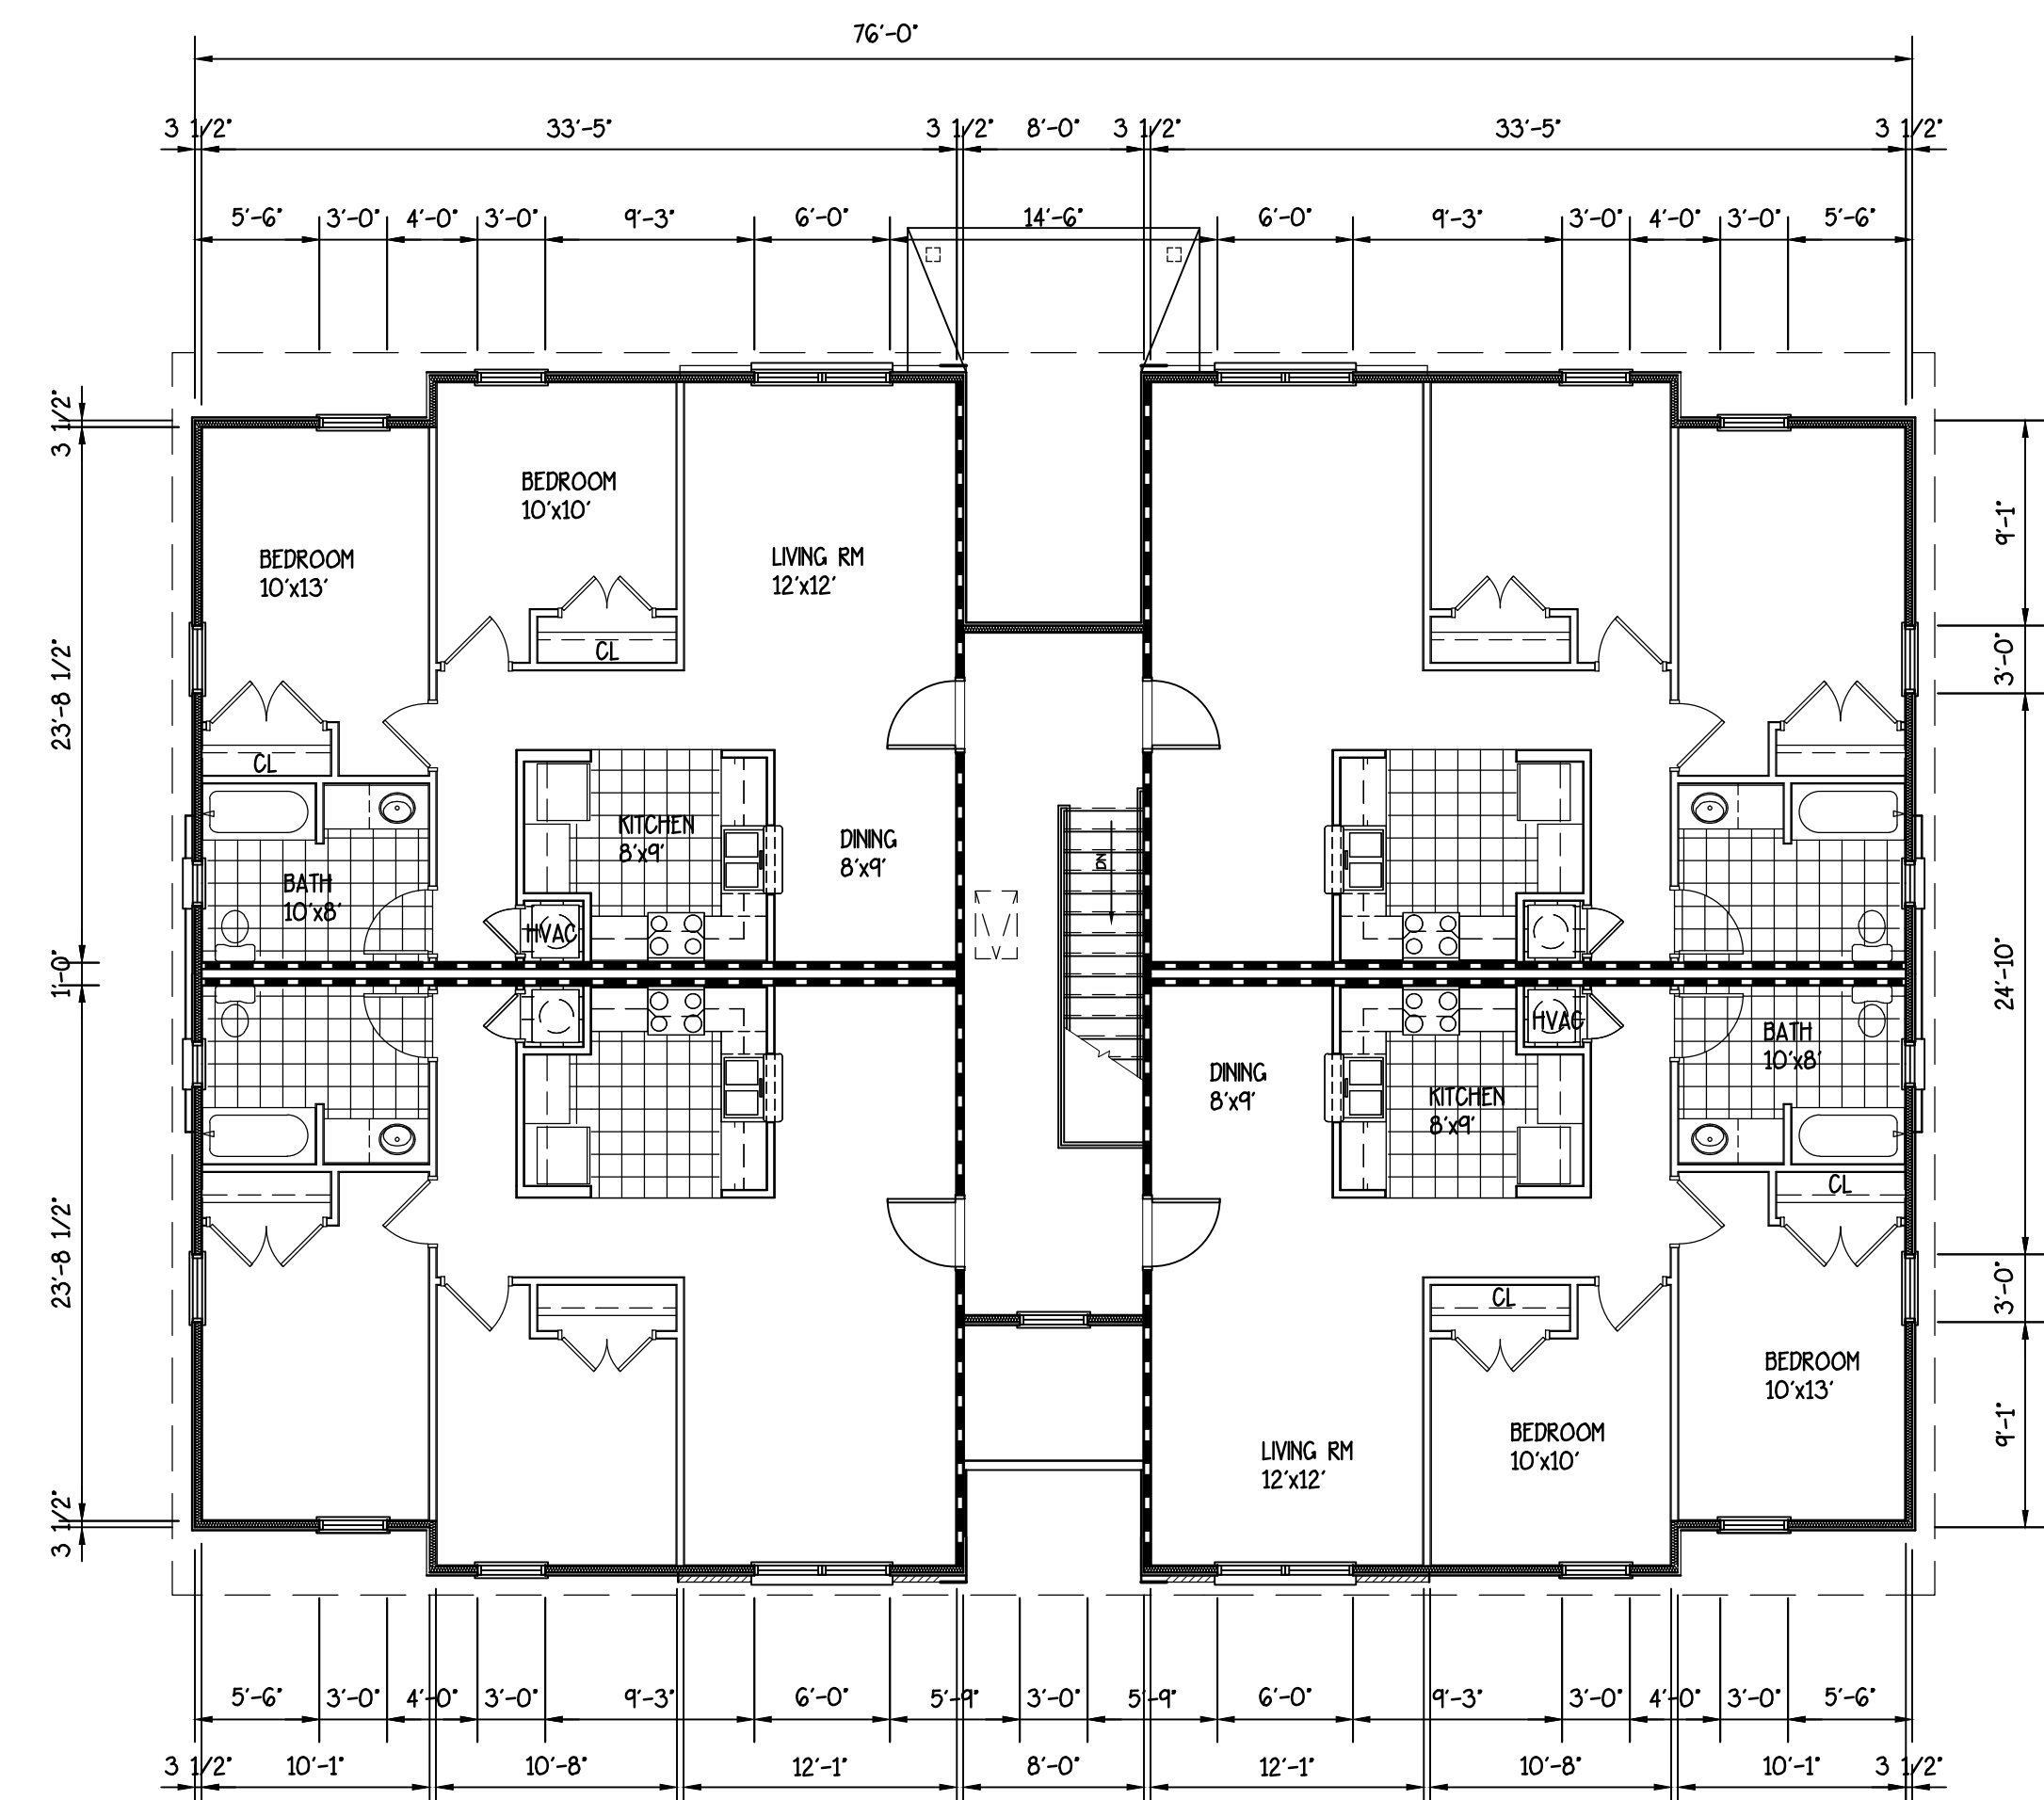 76'-0"
3 1/2" 33'-5" 3 1/2" 8'-0" 3 1/2" 33'-5" 3 1/2"
5'-6" 3'-0" 4'-0" 3'-0" 9'-3" 6'-0" 14'-6" 6'-0" 9'-3" 3'-0" 4'-0" 3'-0" 5'-6"
3 1/2"
23'-8 1/2"
1'-0"
23'-8 1/2"
3 1/2"
BEDROOM
10'x13'
BEDROOM
10'x10'
LIVING RM
12'x12'
CL
CL
KITCHEN
8'x9'
DINING
8'x9'
BATH
10'x8'
HVAC
DN
HVAC
BATH
10'x8'
DINING
8'x9'
KITCHEN
8'x9'
CL
CL
BEDROOM
10'x13'
BEDROOM
10'x10'
LIVING RM
12'x12'
9'-1"
3'-0"
24'-10"
3'-0"
9'-1"
5'-6" 3'-0" 4'-0" 3'-0" 9'-3" 6'-0" 5'-9" 3'-0" 5'-9" 6'-0" 9'-3" 3'-0" 4'-0" 3'-0" 5'-6"
3 1/2" 10'-1" 10'-8" 12'-1" 8'-0" 12'-1" 10'-8" 10'-1" 3 1/2"